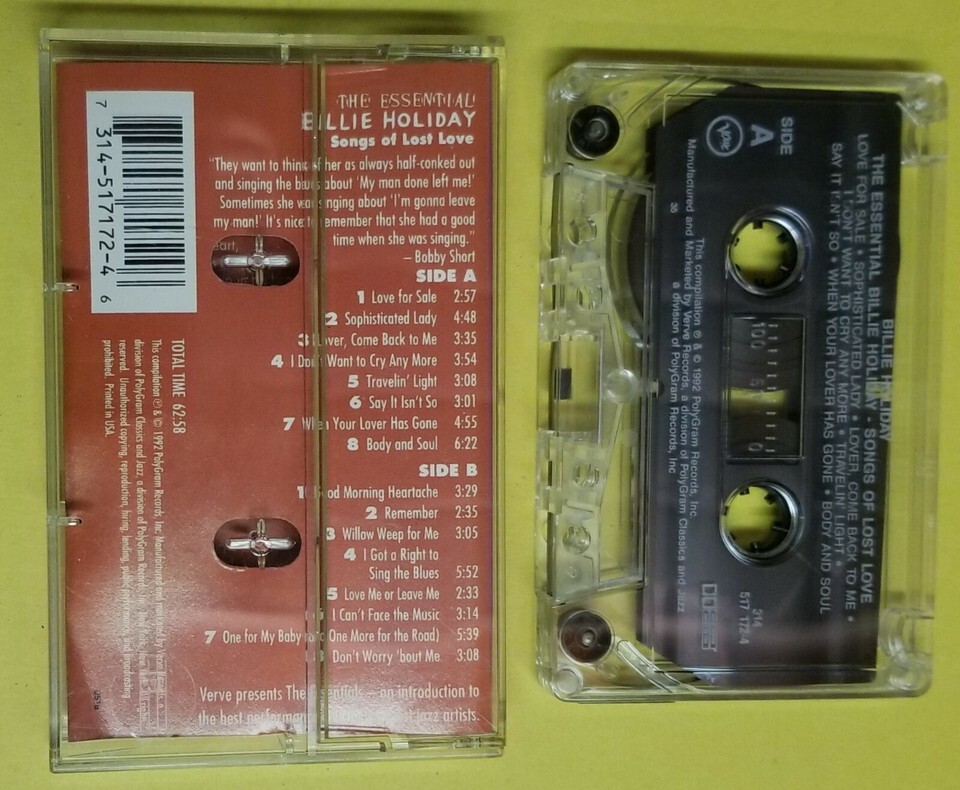 THE ESSENTIAL
BILLIE HOLIDAY
Songs of Lost Love
"They want to think of her as always half-conked out
and singing the blues about 'My man done left me!'
Sometimes she was singing about 'I'm gonna leave
my man!' It's nice to remember that she had a good
time when she was singing."
– Bobby Short
SIDE A
1 Love for Sale 2:57
2 Sophisticated Lady 4:48
3 Lover, Come Back to Me 3:35
4 I Don't Want to Cry Any More 3:54
5 Travelin' Light 3:08
6 Say It Isn't So 3:01
7 When Your Lover Has Gone 4:55
8 Body and Soul 6:22
SIDE B
1 Good Morning Heartache 3:29
2 Remember 2:35
3 Willow Weep for Me 3:05
4 I Got a Right to
Sing the Blues 5:52
5 Love Me or Leave Me 2:33
I Can't Face the Music 3:14
7 One for My Baby One More for the Road) 5:39
Don't Worry 'bout Me 3:08
Verve presents The Essentials – an introduction to
the best jazz artists.
7 314-517172-4 6
TOTAL TIME 62:58
This compilation ℗ & © 1992 PolyGram Records, Inc. Manufactured and marketed by Verve Records, a
division of PolyGram Classics and Jazz, a division of PolyGram Records
reserved. Unauthorized copying, reproduction, hiring, lending, public performance, and broadcasting
prohibited. Printed in USA.
BILLIE HOLIDAY
THE ESSENTIAL BILLIE HOLIDAY • SONGS OF LOST LOVE
LOVE FOR SALE • SOPHISTICATED LADY • LOVER COME BACK TO ME •
I DON'T WANT TO CRY ANY MORE • TRAVELIN' LIGHT •
SAY IT ISN'T SO • WHEN YOUR LOVER HAS GONE • BODY AND SOUL
SIDE
A
Verve
100 50 0
314
517 172-4
This compilation ℗ & © 1992 PolyGram Records, Inc.
Manufactured and Marketed by Verve Records, a division of PolyGram Classics and Jazz
a division of PolyGram Records, Inc
36